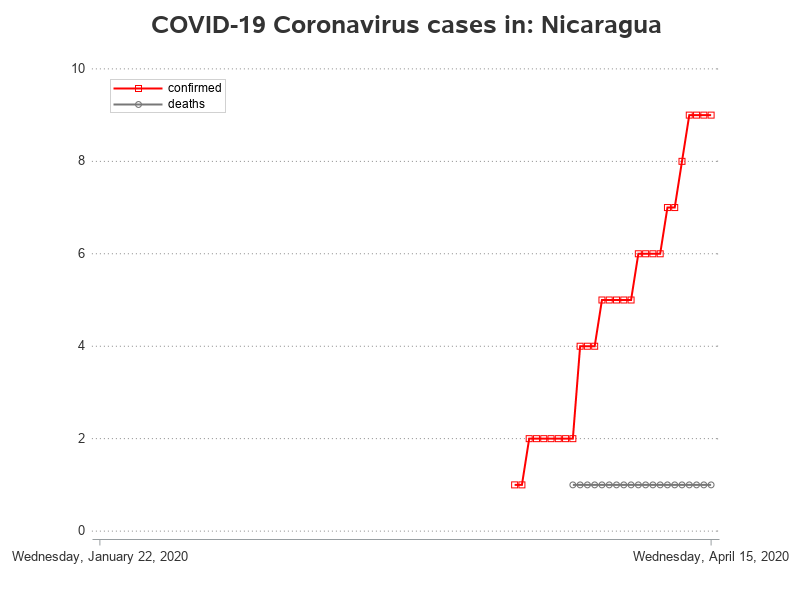 COVID-19 Coronavirus cases in: Nicaragua
10
confirmed
deaths
8
6
4
2
0
Wednesday, January 22, 2020
Wednesday, April 15, 2020